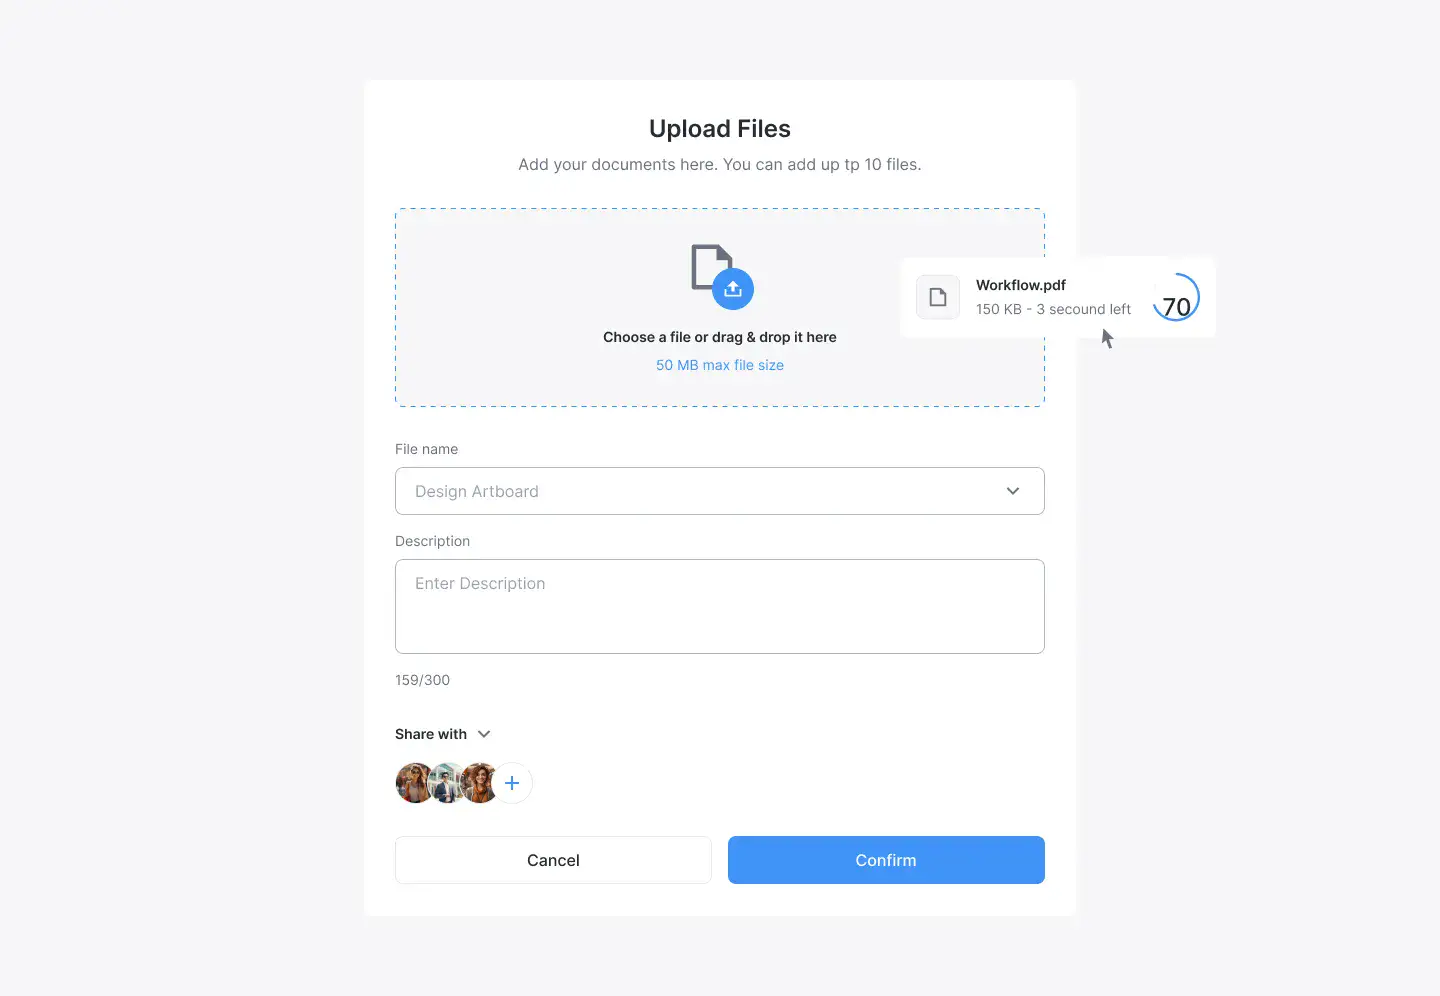 Upload Files
Add your documents here. You can add up tp 10 files.
Choose a file or drag & drop it here
50 MB max file size
Workflow.pdf
150 KB - 3 secound left
70
File name
Design Artboard
Description
Enter Description
159/300
Share with
Cancel
Confirm